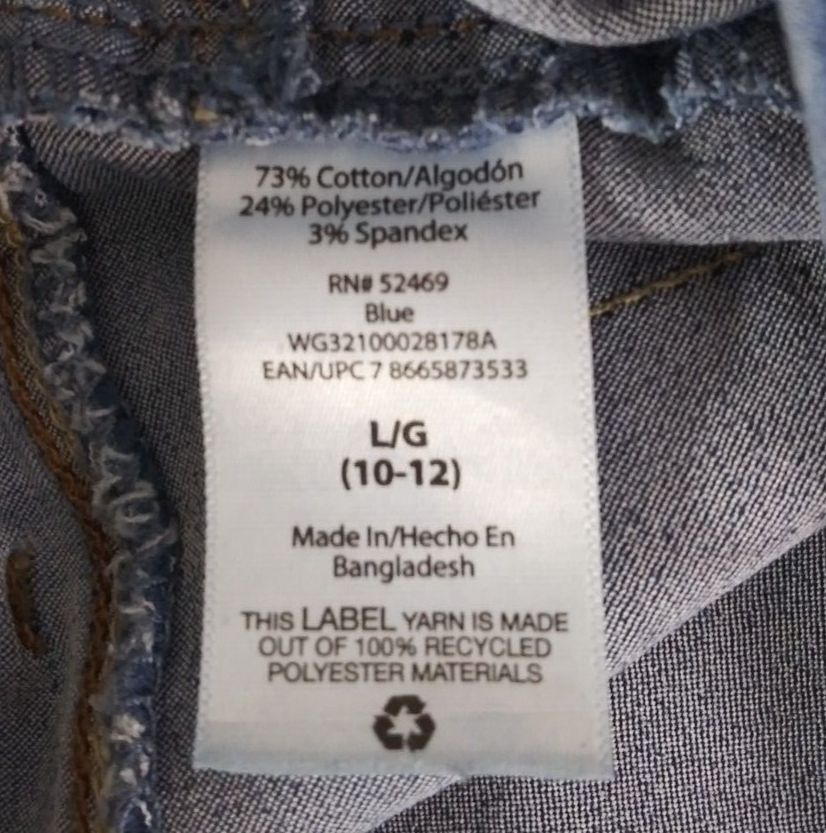 73% Cotton/Algodón
24% Polyester/Poliéster
3% Spandex
RN# 52469
Blue
WG32100028178A
EAN/UPC 7 8665873533
L/G
(10-12)
Made In/Hecho En
Bangladesh
THIS LABEL YARN IS MADE
OUT OF 100% RECYCLED
POLYESTER MATERIALS